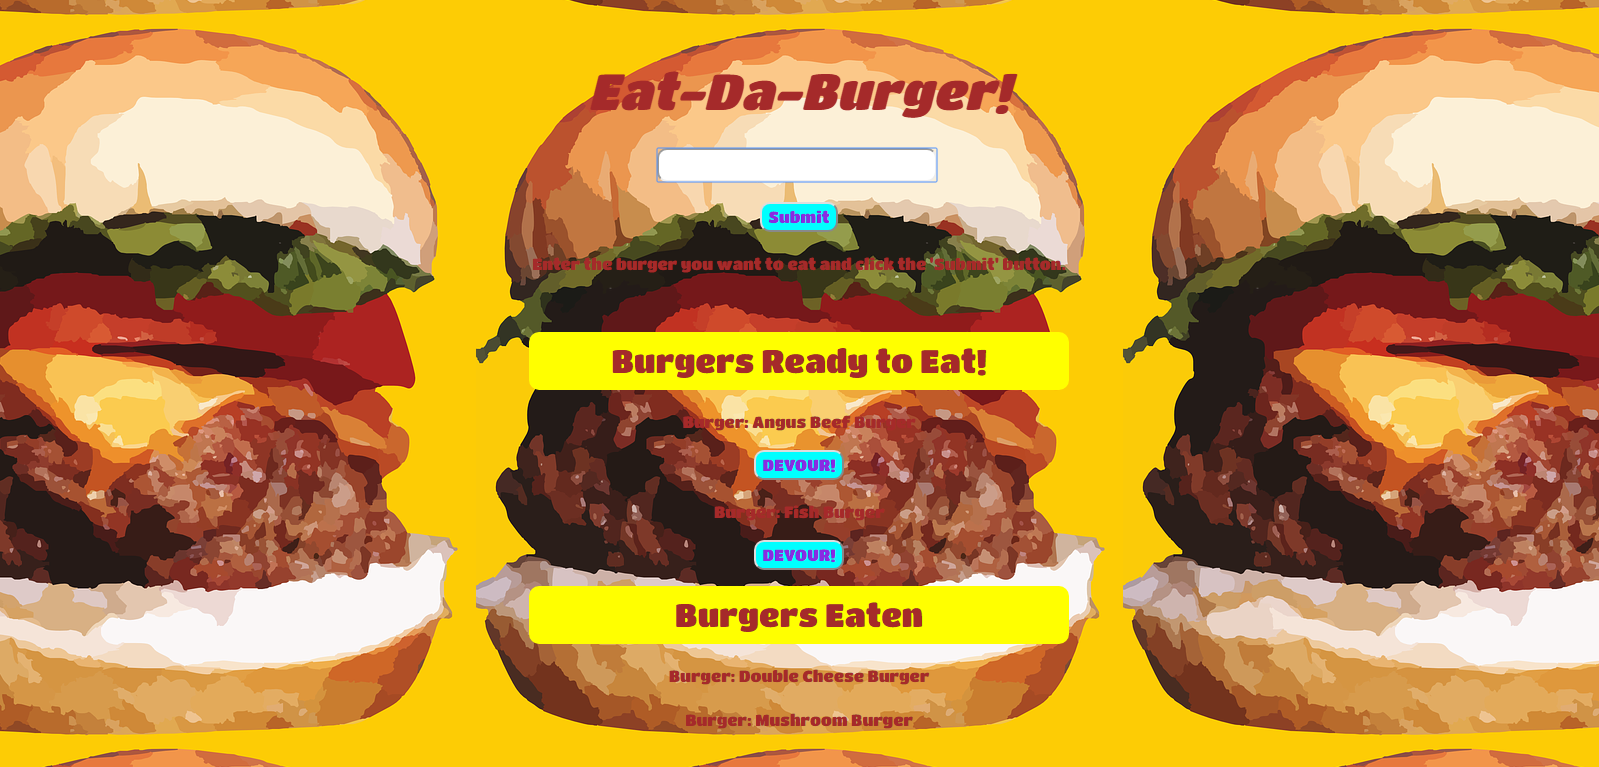 Eat-Da-Burger!
Submit
Enter the burger you want to eat and click the 'Submit' button.
Burgers Ready to Eat!
Burger: Angus Beef Burger
DEVOUR!
Burger: Fish Burger
DEVOUR!
Burgers Eaten
Burger: Double Cheese Burger
Burger: Mushroom Burger